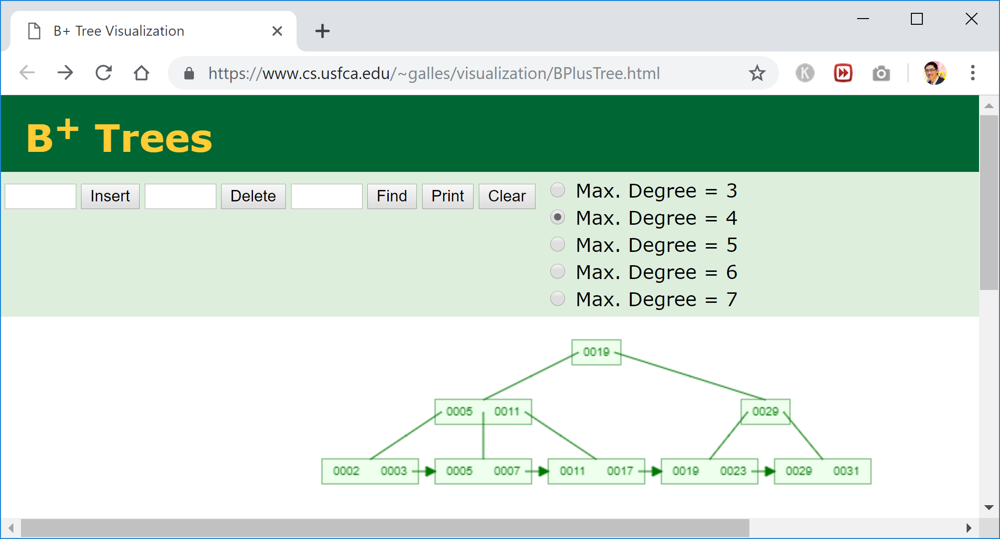 B+ Tree Visualization
https://www.cs.usfca.edu/~galles/visualization/BPlusTree.html
K
B+ Trees
Insert Delete Find Print Clear
Max. Degree = 3
Max. Degree = 4
Max. Degree = 5
Max. Degree = 6
Max. Degree = 7
0019
0005 0011 0029
0002 0003 0005 0007 0011 0017 0019 0023 0029 0031